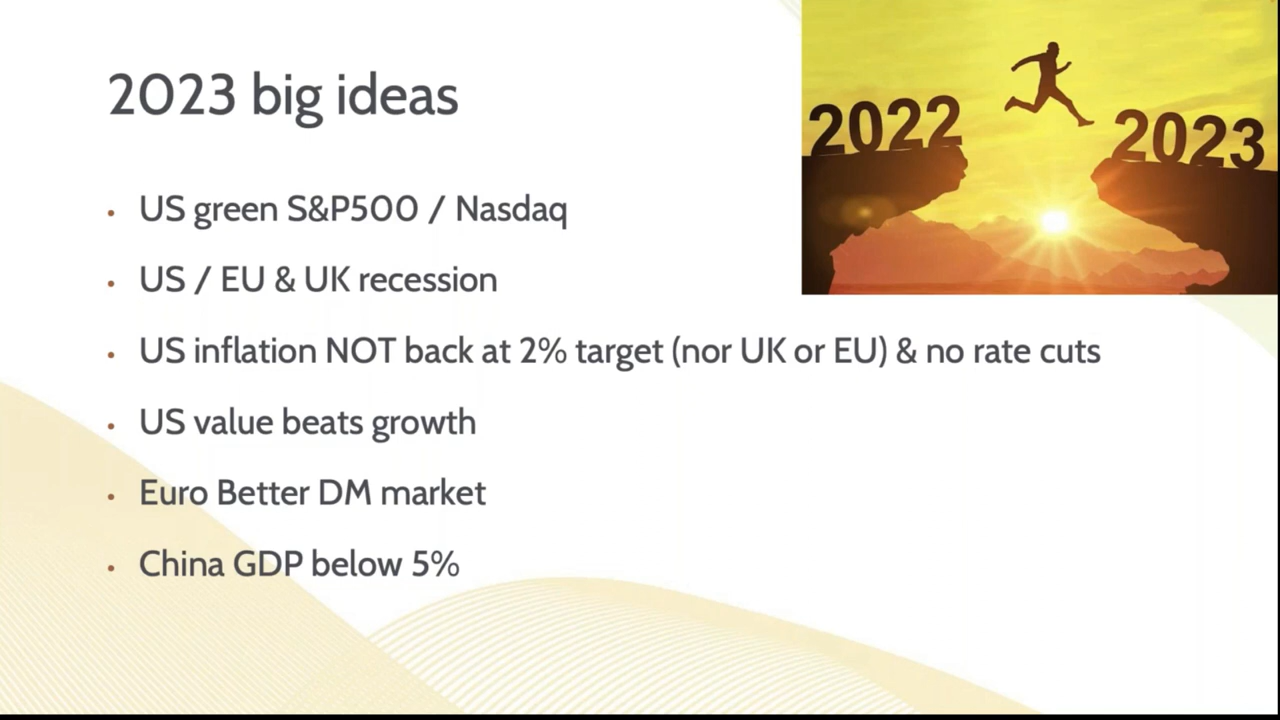 2023 big ideas
2022
2023
• US green S&P500 / Nasdaq
• US / EU & UK recession
• US inflation NOT back at 2% target (nor UK or EU) & no rate cuts
• US value beats growth
• Euro Better DM market
• China GDP below 5%